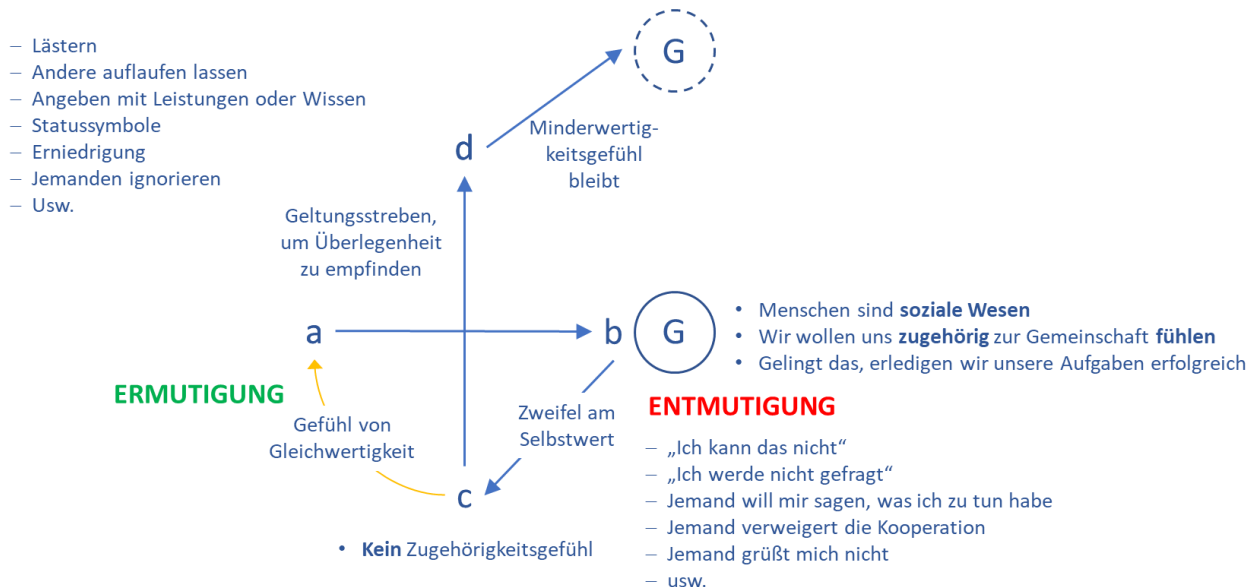 – Lästern
– Andere auflaufen lassen
– Angeben mit Leistungen oder Wissen
– Statussymbole
– Erniedrigung
– Jemanden ignorieren
– Usw.
G
Minderwertig-
keitsgefühl
bleibt
d
Geltungsstreben,
um Überlegenheit
zu empfinden
a
b
G
• Menschen sind soziale Wesen
• Wir wollen uns zugehörig zur Gemeinschaft fühlen
• Gelingt das, erledigen wir unsere Aufgaben erfolgreich
ERMUTIGUNG
Gefühl von
Gleichwertigkeit
Zweifel am
Selbstwert
ENTMUTIGUNG
– „Ich kann das nicht“
– „Ich werde nicht gefragt“
– Jemand will mir sagen, was ich zu tun habe
– Jemand verweigert die Kooperation
– Jemand grüßt mich nicht
– usw.
c
• Kein Zugehörigkeitsgefühl